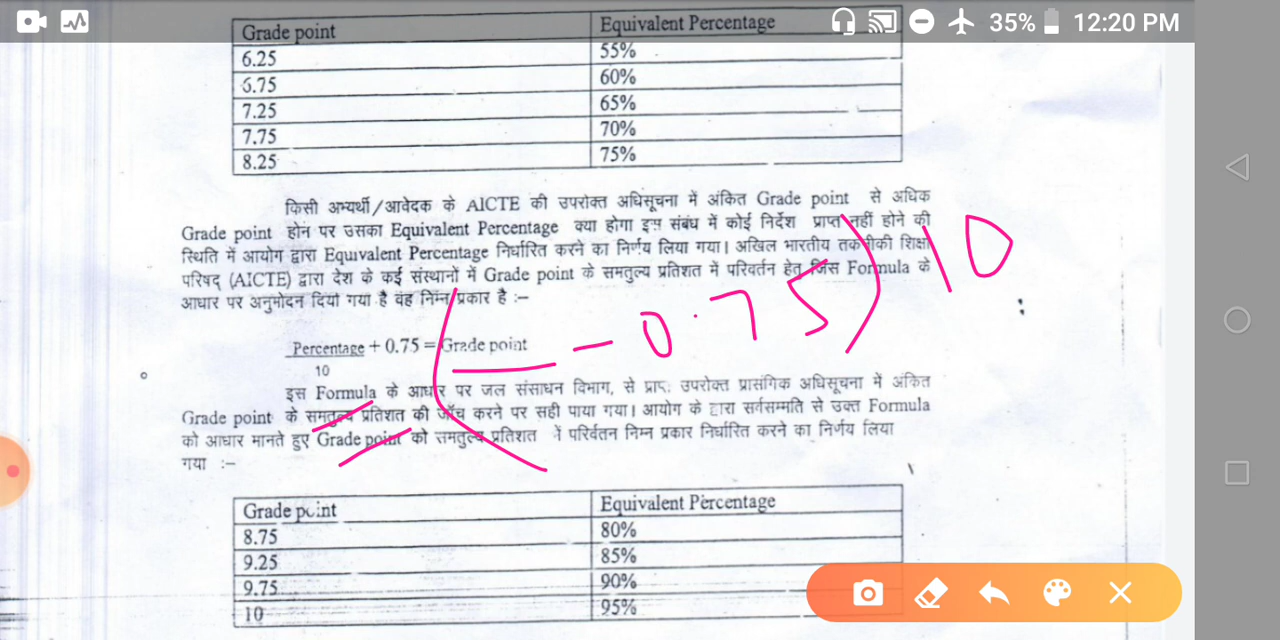 35% 12:20 PM
Grade point Equivalent Percentage
6.25 55%
6.75 60%
7.25 65%
7.75 70%
8.25 75%
किसी अभ्यर्थी/आवेदक के AICTE की उपरोक्त अधिसूचना में अंकित Grade point से अधिक
Grade point होने पर उसका Equivalent Percentage क्या होगा इस संबंध में कोई निर्देश प्राप्त नहीं होने की
स्थिति में आयोग द्वारा Equivalent Percentage निर्धारित करने का निर्णय लिया गया। अखिल भारतीय तकनीकी शिक्षा
परिषद् (AICTE) द्वारा देश के कई संस्थानों में Grade point के समतुल्य प्रतिशत में परिवर्तन हेतु जिस Formula के
आधार पर अनुमोदन दिया गया है वह निम्न प्रकार है :–
(— – 0.75) 10
Percentage + 0.75 = Grade point
10
इस Formula के आधार पर जल संसाधन विभाग, से प्राप्त उपरोक्त प्रासंगिक अधिसूचना में अंकित
Grade point के समतुल्य प्रतिशत की जाँच करने पर सही पाया गया। आयोग के द्वारा सर्वसम्मति से उक्त Formula
को आधार मानते हुए Grade point को समतुल्य प्रतिशत में परिर्वतन निम्न प्रकार निर्धारित करने का निर्णय लिया
गया :–
Grade point Equivalent Percentage
8.75 80%
9.25 85%
9.75 90%
10 95%